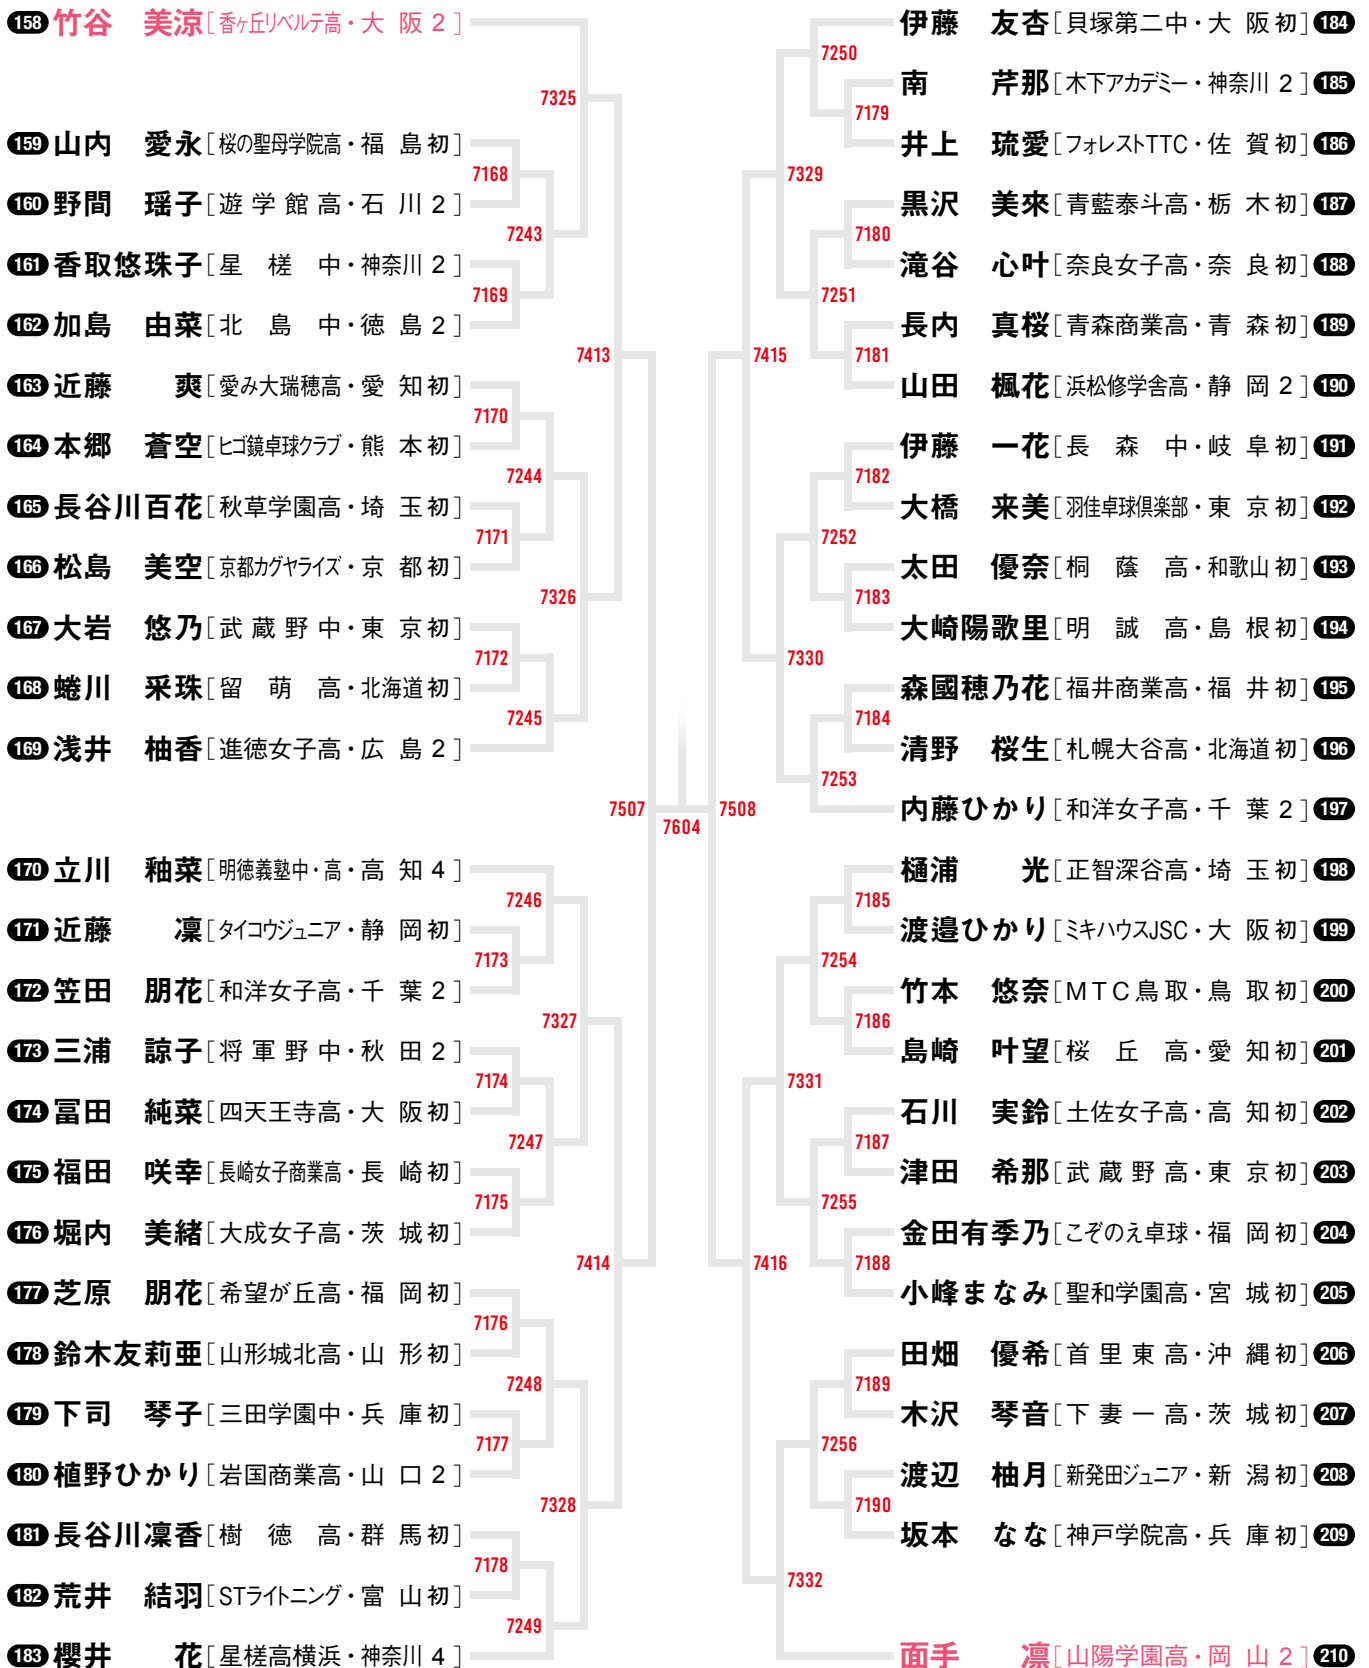 158 竹谷 美涼［香ヶ丘リベルテ高・大 阪 2］
7325
159 山内 愛永［桜の聖母学院高・福 島 初］
7168
160 野間 瑶子［遊学館高・石 川 2］
7243
161 香取悠珠子［星 槎 中・神奈川 2］
7169
162 加島 由菜［北 島 中・徳 島 2］
7413
163 近藤 爽［愛み大瑞穂高・愛 知 初］
7170
164 本郷 蒼空［ヒゴ鏡卓球クラブ・熊 本 初］
7244
165 長谷川百花［秋草学園高・埼 玉 初］
7171
166 松島 美空［京都カグヤライズ・京 都 初］
7326
167 大岩 悠乃［武蔵野中・東 京 初］
7172
168 蜷川 采珠［留 萌 高・北海道 初］
7245
169 浅井 柚香［進徳女子高・広 島 2］
7507
7604
7508
170 立川 釉菜［明徳義塾中・高・高 知 4］
7246
171 近藤 凜［タイコウジュニア・静 岡 初］
7173
172 笠田 朋花［和洋女子高・千 葉 2］
7327
173 三浦 諒子［将軍野中・秋 田 2］
7174
174 冨田 純菜［四天王寺高・大 阪 初］
7247
175 福田 咲幸［長崎女子商業高・長 崎 初］
7175
176 堀内 美緒［大成女子高・茨 城 初］
7414
177 芝原 朋花［希望が丘高・福 岡 初］
7176
178 鈴木友莉亜［山形城北高・山 形 初］
7248
179 下司 琴子［三田学園中・兵 庫 初］
7177
180 植野ひかり［岩国商業高・山 口 2］
7328
181 長谷川凜香［樹 徳 高・群 馬 初］
7178
182 荒井 結羽［STライトニング・富 山 初］
7249
183 櫻井 花［星槎高横浜・神奈川 4］
伊藤 友杏［貝塚第二中・大 阪 初］184
7250
南 芹那［木下アカデミー・神奈川 2］185
7179
井上 琉愛［フォレストTTC・佐 賀 初］186
7329
黒沢 美來［青藍泰斗高・栃 木 初］187
7180
滝谷 心叶［奈良女子高・奈 良 初］188
7251
長内 真桜［青森商業高・青 森 初］189
7415
7181
山田 楓花［浜松修学舎高・静 岡 2］190
伊藤 一花［長 森 中・岐 阜 初］191
7182
大橋 来美［羽佳卓球倶楽部・東 京 初］192
7252
太田 優奈［桐 蔭 高・和歌山 初］193
7183
大崎陽歌里［明 誠 高・島 根 初］194
7330
森國穂乃花［福井商業高・福 井 初］195
7184
清野 桜生［札幌大谷高・北海道 初］196
7253
内藤ひかり［和洋女子高・千 葉 2］197
樋浦 光［正智深谷高・埼 玉 初］198
7185
渡邉ひかり［ミキハウスJSC・大 阪 初］199
7254
竹本 悠奈［MTC鳥取・鳥 取 初］200
7186
島崎 叶望［桜 丘 高・愛 知 初］201
7331
石川 実鈴［土佐女子高・高 知 初］202
7187
津田 希那［武蔵野高・東 京 初］203
7255
金田有季乃［こぞのえ卓球・福 岡 初］204
7416
7188
小峰まなみ［聖和学園高・宮 城 初］205
田畑 優希［首里東高・沖 縄 初］206
7189
木沢 琴音［下妻一高・茨 城 初］207
7256
渡辺 柚月［新発田ジュニア・新 潟 初］208
7190
坂本 なな［神戸学院高・兵 庫 初］209
7332
面手 凛［山陽学園高・岡 山 2］210